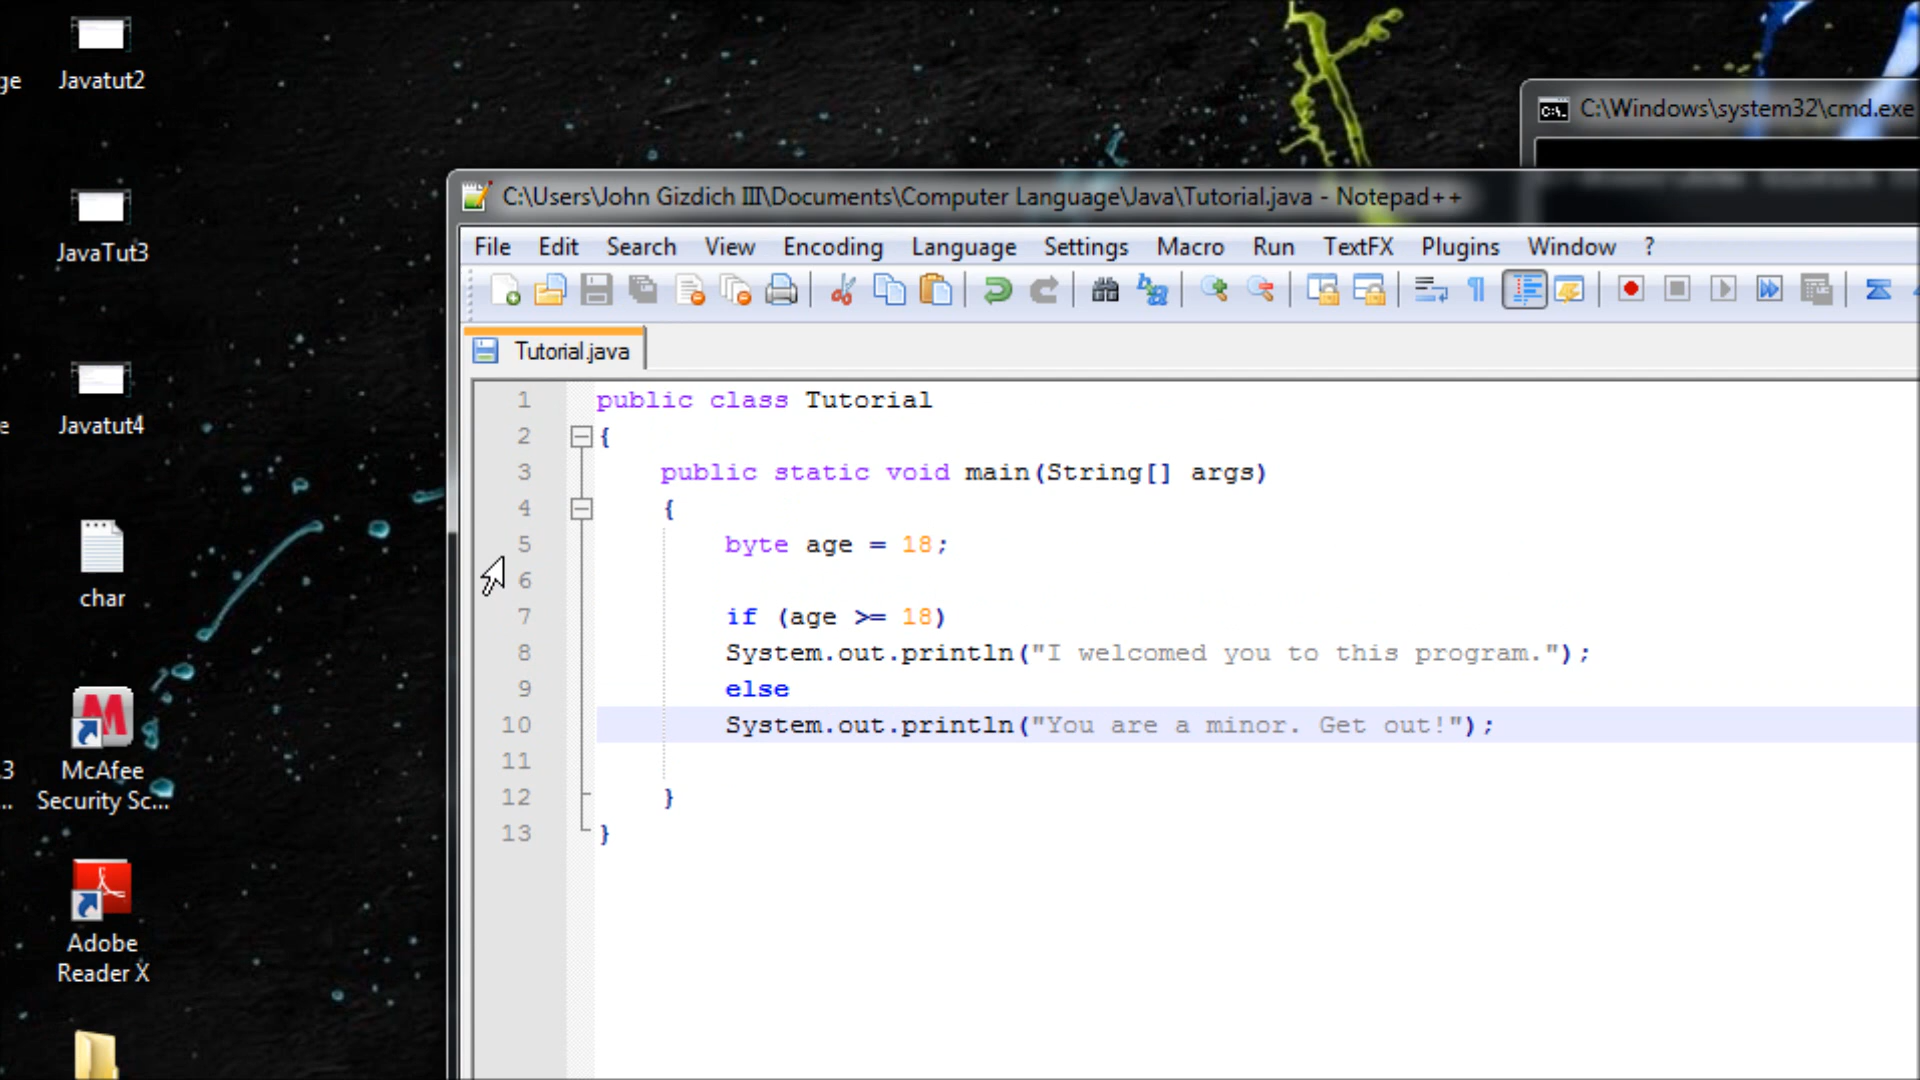 ge
Javatut2
JavaTut3
e
Javatut4
char
.3
McAfee
...
Security Sc...
Adobe
Reader X
C:\Windows\system32\cmd.exe
C:\Users\John Gizdich III\Documents\Computer Language\Java\Tutorial.java - Notepad++
File Edit Search View Encoding Language Settings Macro Run TextFX Plugins Window ?
Tutorial.java
1 public class Tutorial
2 {
3 public static void main(String[] args)
4 {
5 byte age = 18;
6
7 if (age >= 18)
8 System.out.println("I welcomed you to this program.");
9 else
10 System.out.println("You are a minor. Get out!");
11
12 }
13 }